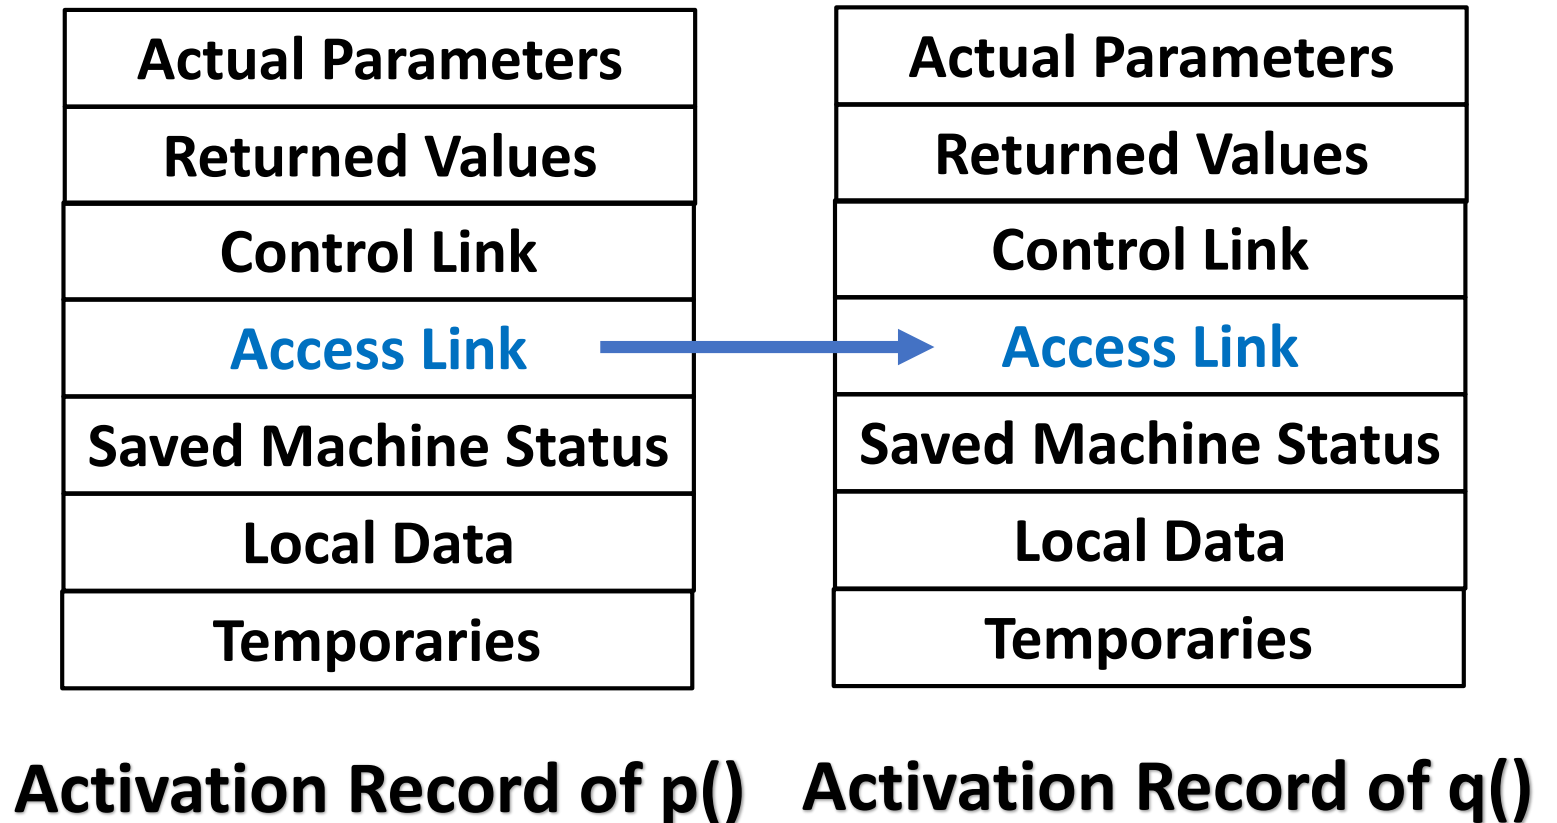 Actual Parameters
Returned Values
Control Link
Access Link
Saved Machine Status
Local Data
Temporaries
Activation Record of p()
Actual Parameters
Returned Values
Control Link
Access Link
Saved Machine Status
Local Data
Temporaries
Activation Record of q()